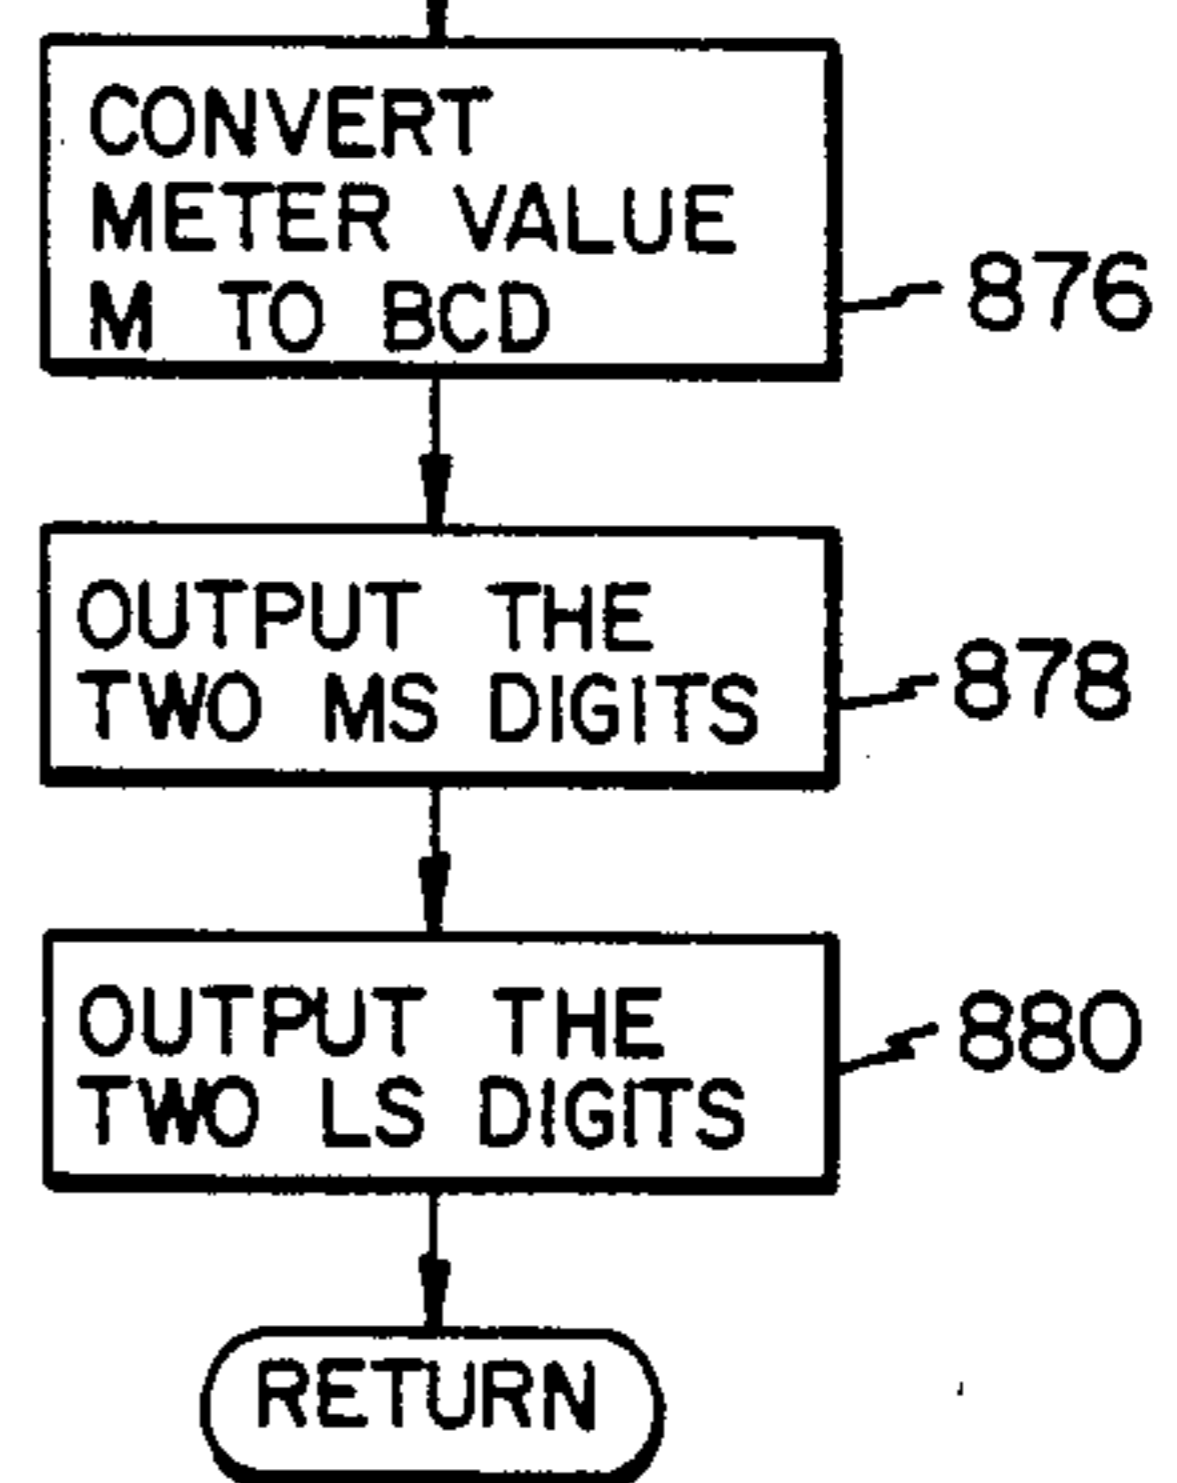 CONVERT
METER VALUE
M TO BCD
876
OUTPUT THE
TWO MS DIGITS
878
OUTPUT THE
TWO LS DIGITS
880
RETURN